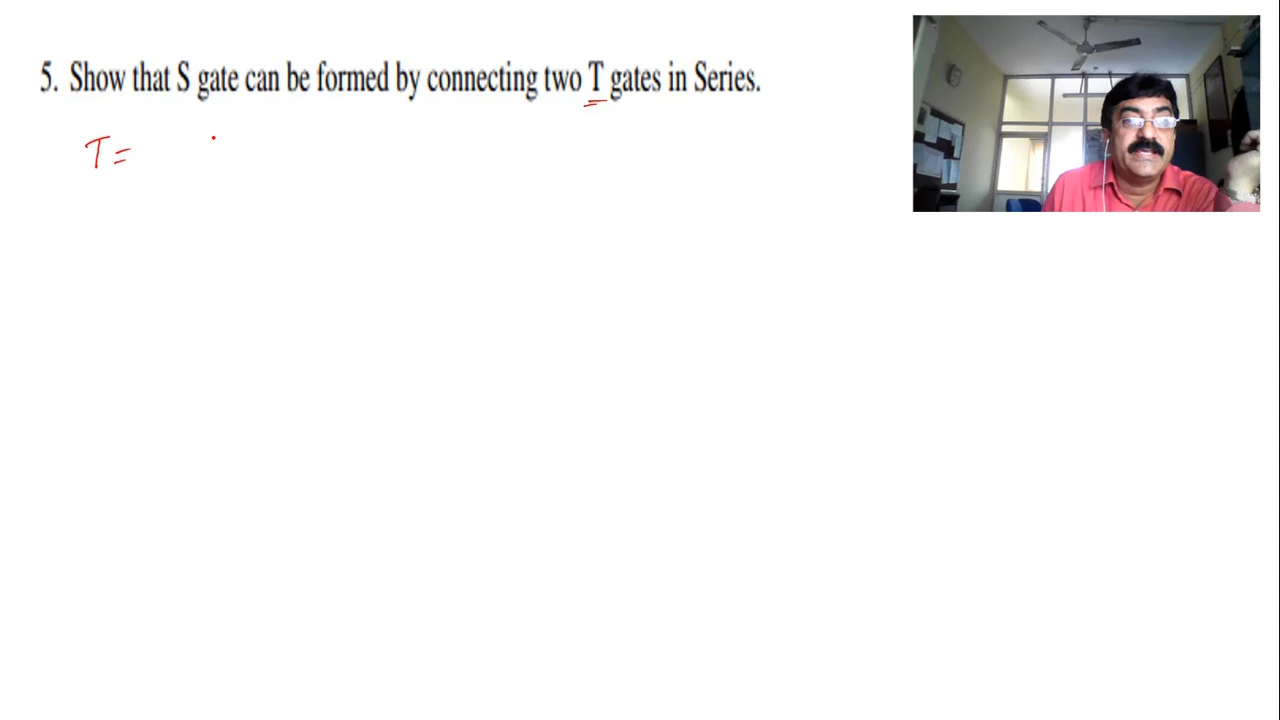 5. Show that S gate can be formed by connecting two T gates in Series.
T =